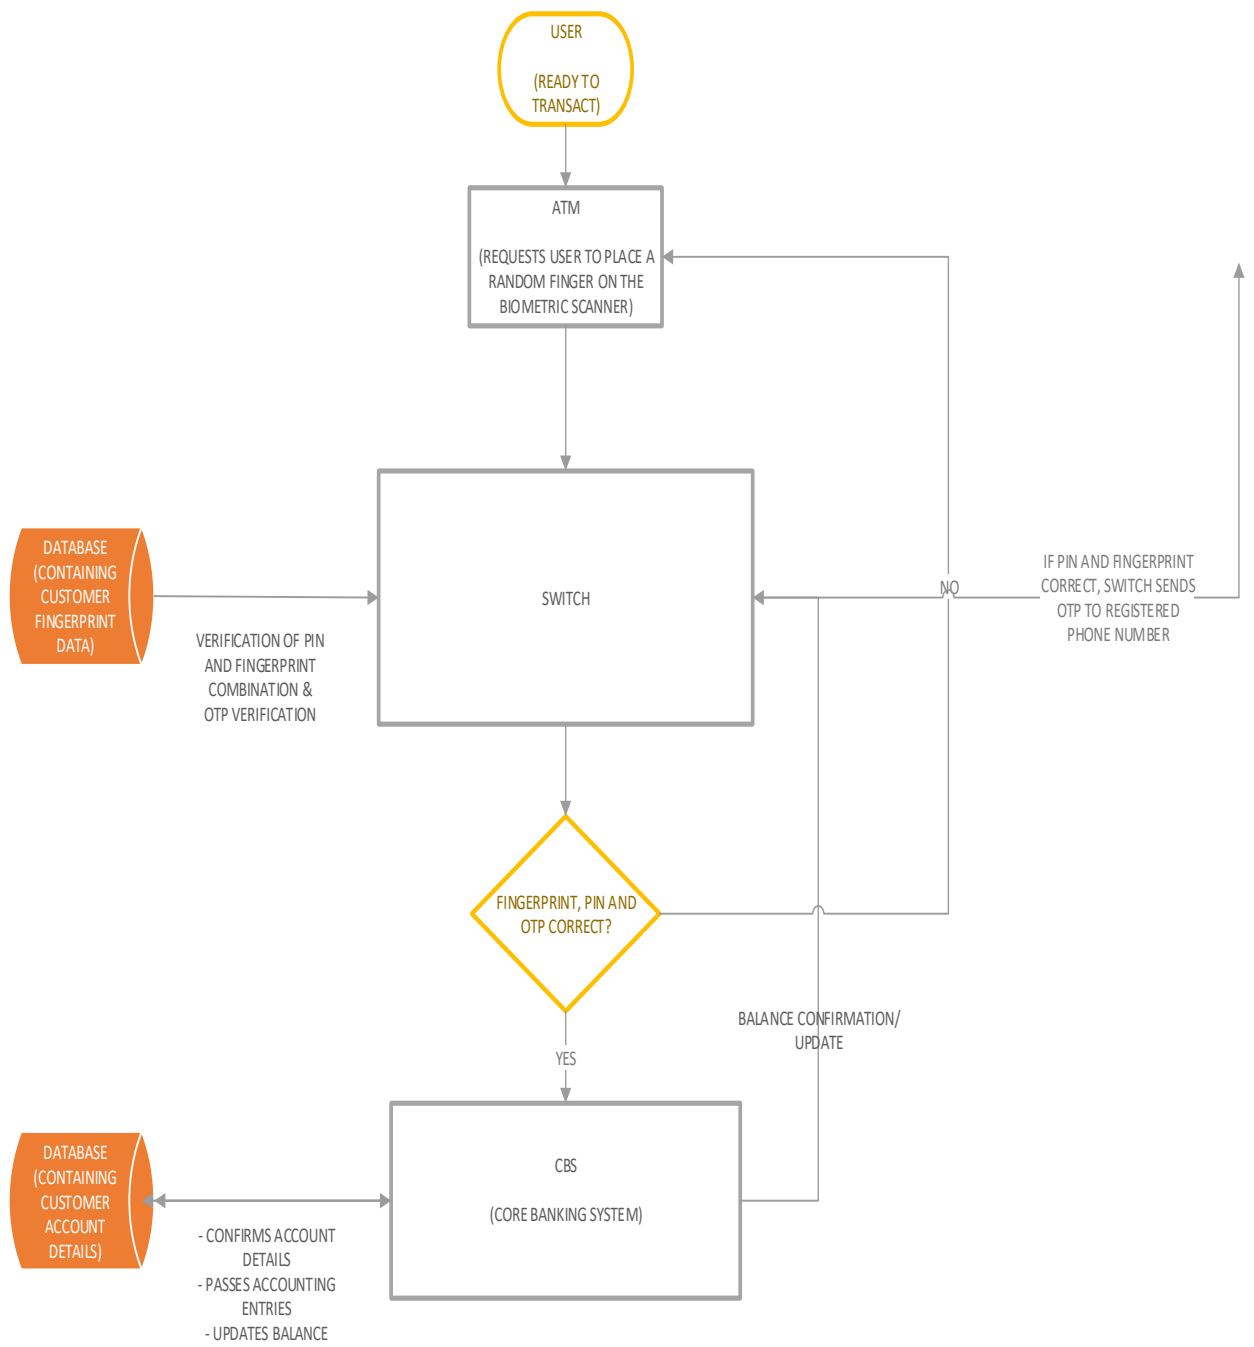 USER
(READY TO
TRANSACT)
ATM
(REQUESTS USER TO PLACE A
RANDOM FINGER ON THE
BIOMETRIC SCANNER)
DATABASE
(CONTAINING
CUSTOMER
FINGERPRINT
DATA)
VERIFICATION OF PIN
AND FINGERPRINT
COMBINATION &
OTP VERIFICATION
SWITCH
NO
IF PIN AND FINGERPRINT
CORRECT, SWITCH SENDS
OTP TO REGISTERED
PHONE NUMBER
FINGERPRINT, PIN AND
OTP CORRECT?
BALANCE CONFIRMATION/
UPDATE
YES
DATABASE
(CONTAINING
CUSTOMER
ACCOUNT
DETAILS)
- CONFIRMS ACCOUNT
DETAILS
- PASSES ACCOUNTING
ENTRIES
- UPDATES BALANCE
CBS
(CORE BANKING SYSTEM)